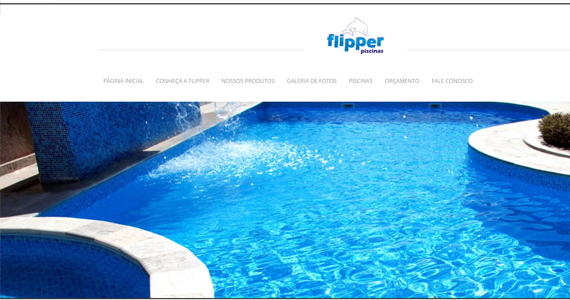 flipper
piscinas
PÁGINA INICIAL CONHEÇA A FLIPPER NOSSOS PRODUTOS GALERIA DE FOTOS PISCINAS ORÇAMENTO FALE CONOSCO